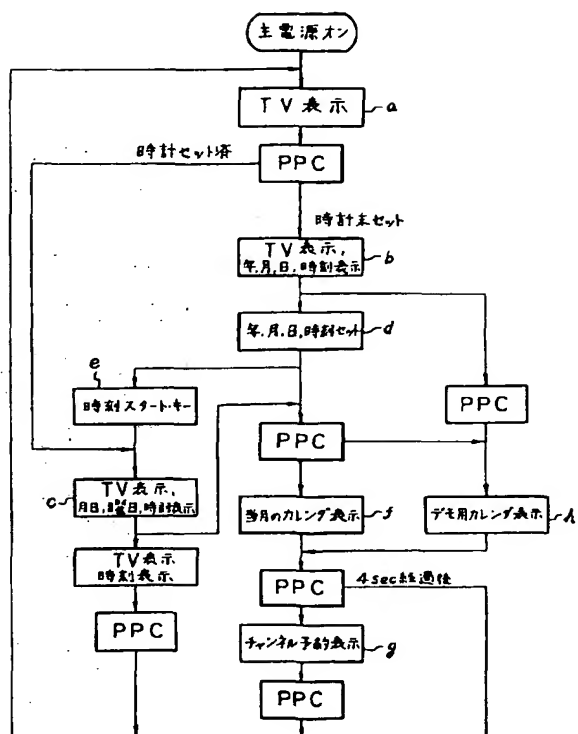 主電源オン
TV表示
a
時計セット済
PPC
時計未セット
TV表示,
年.月.日.時刻表示
b
年.月.日.時刻セット
d
e
時刻スタート·キー
PPC
PPC
c
TV表示,
月日,曜日,時刻表示
当月のカレンダ表示
f
デモ用カレンダ表示
h
TV表示
時刻表示
PPC
4sec経過後
PPC
チャンネル予約表示
g
PPC